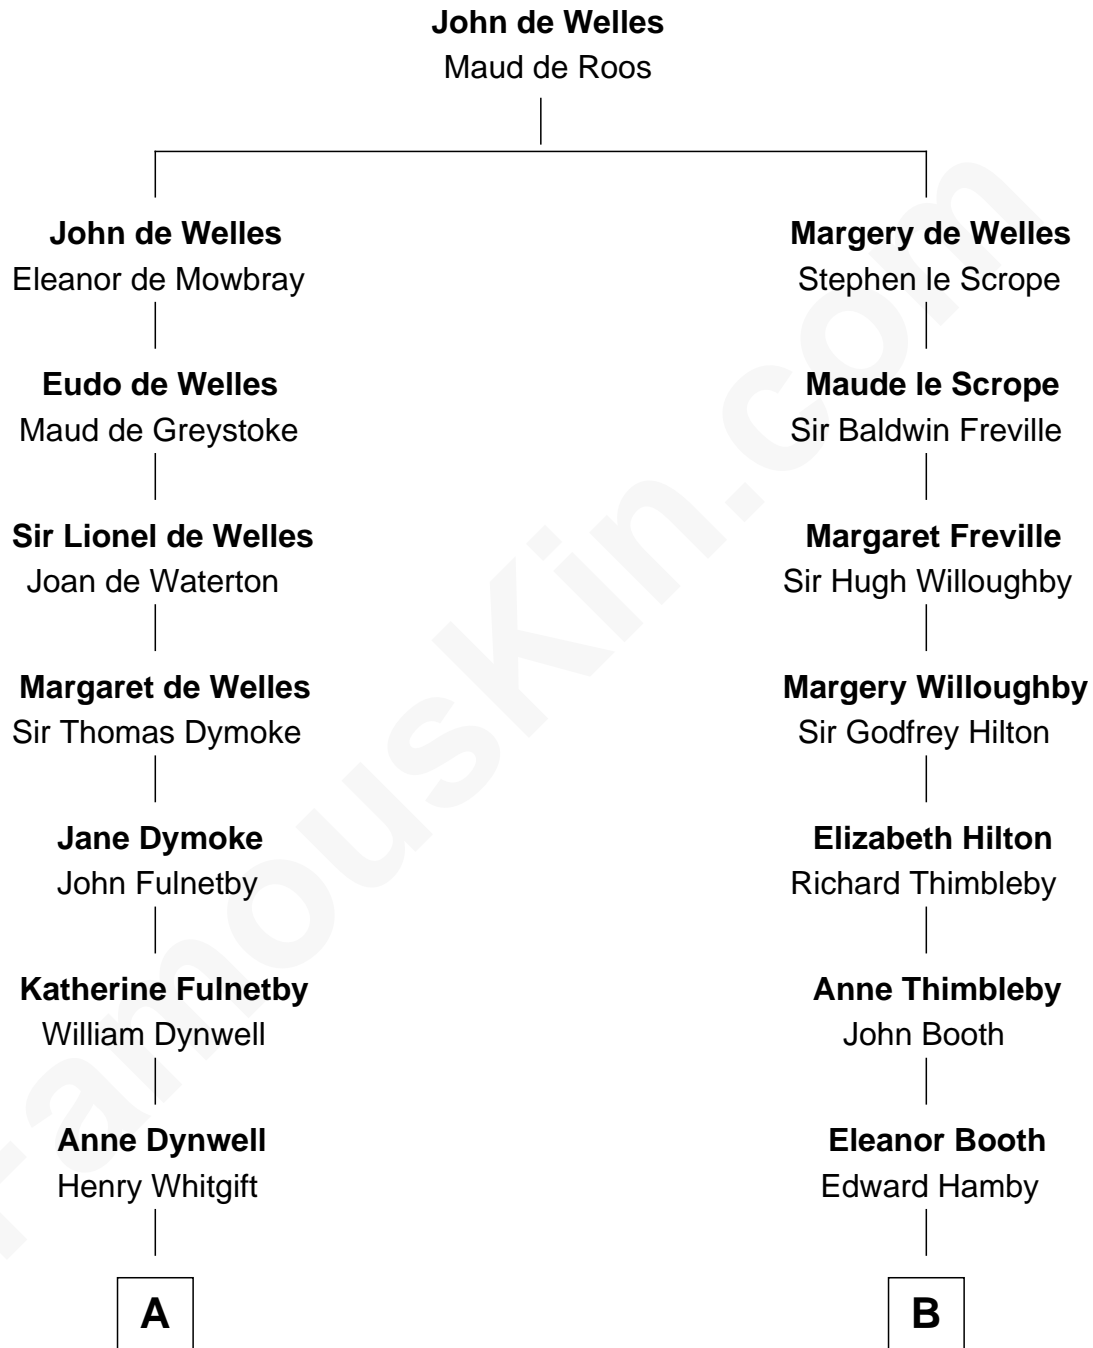 John de Welles
Maud de Roos
John de Welles
Eleanor de Mowbray
Eudo de Welles
Maud de Greystoke
Sir Lionel de Welles
Joan de Waterton
Margaret de Welles
Sir Thomas Dymoke
Jane Dymoke
John Fulnetby
Katherine Fulnetby
William Dynwell
Anne Dynwell
Henry Whitgift
A
Margery de Welles
Stephen le Scrope
Maude le Scrope
Sir Baldwin Freville
Margaret Freville
Sir Hugh Willoughby
Margery Willoughby
Sir Godfrey Hilton
Elizabeth Hilton
Richard Thimbleby
Anne Thimbleby
John Booth
Eleanor Booth
Edward Hamby
B
FamousKin.com